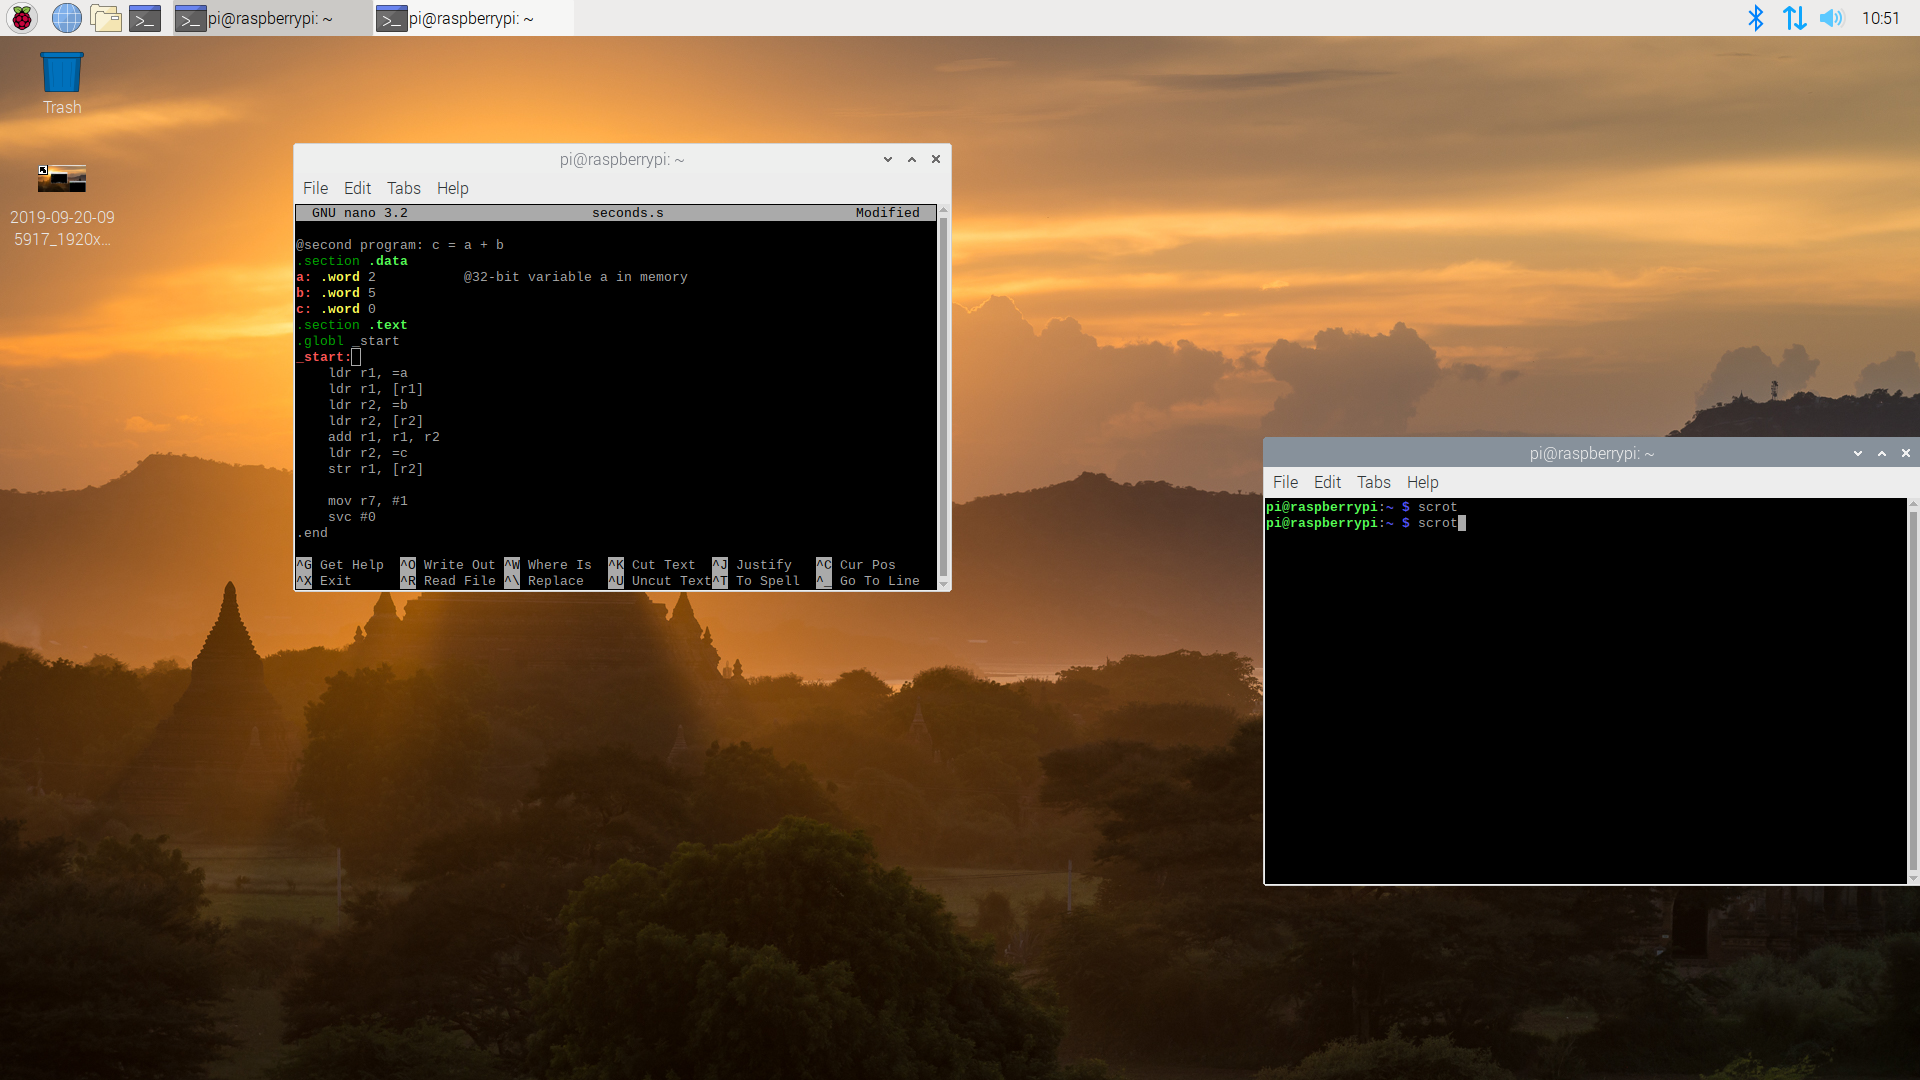 pi@raspberrypi: ~
pi@raspberrypi: ~
10:51
Trash
2019-09-20-09
5917_1920x...
pi@raspberrypi: ~
File Edit Tabs Help
GNU nano 3.2 seconds.s Modified
@second program: c = a + b
.section .data
a: .word 2 @32-bit variable a in memory
b: .word 5
c: .word 0
.section .text
.globl _start
_start:
ldr r1, =a
ldr r1, [r1]
ldr r2, =b
ldr r2, [r2]
add r1, r1, r2
ldr r2, =c
str r1, [r2]
mov r7, #1
svc #0
.end
^G Get Help ^O Write Out ^W Where Is ^K Cut Text ^J Justify ^C Cur Pos
^X Exit ^R Read File ^\ Replace ^U Uncut Text ^T To Spell ^_ Go To Line
pi@raspberrypi: ~
File Edit Tabs Help
pi@raspberrypi:~ $ scrot
pi@raspberrypi:~ $ scrot